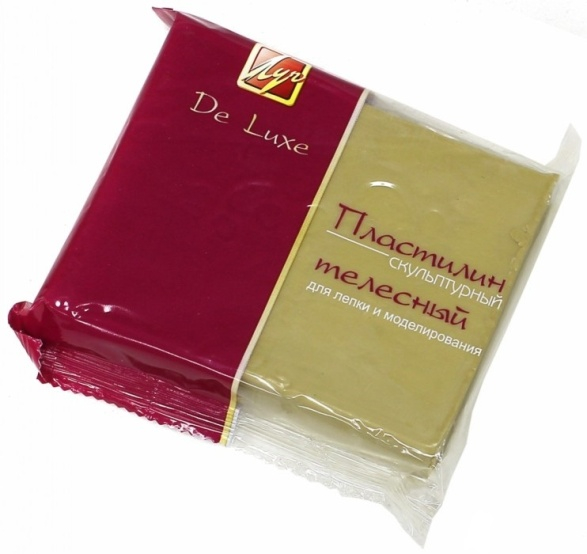 Луч
De Luxe
Пластилин
скульптурный
телесный
для лепки и моделирования